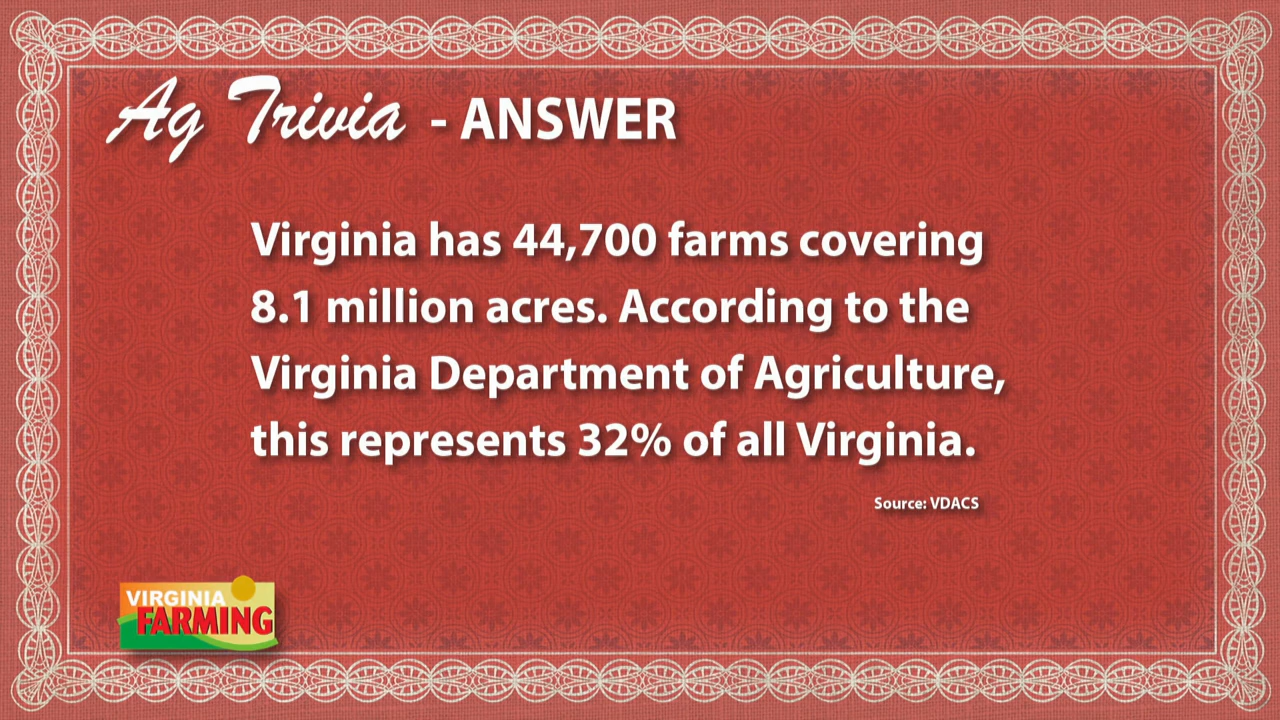 Ag Trivia - ANSWER
Virginia has 44,700 farms covering
8.1 million acres. According to the
Virginia Department of Agriculture,
this represents 32% of all Virginia.
Source: VDACS
VIRGINIA
FARMING